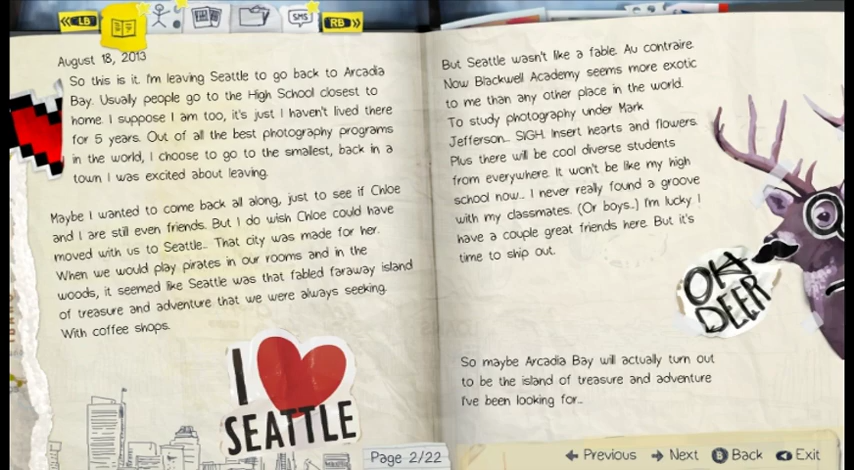 LB
SMS
RB
August 18, 2013
So this is it. I'm leaving Seattle to go back to Arcadia
Bay. Usually people go to the High School closest to
home. I suppose I am too, it's just I haven't lived there
for 5 years. Out of all the best photography programs
in the world, I choose to go to the smallest, back in a
town I was excited about leaving.
Maybe I wanted to come back all along, just to see if Chloe
and I are still even friends. But I do wish Chloe could have
moved with us to Seattle... That city was made for her.
When we would play pirates in our rooms and in the
woods, it seemed like Seattle was that fabled faraway island
of treasure and adventure that we were always seeking.
With coffee shops.
I
SEATTLE
Page 2/22
But Seattle wasn't like a fable. Au contraire.
Now Blackwell Academy seems more exotic
to me than any other place in the world.
To study photography under Mark
Jefferson... SIGH. Insert hearts and flowers.
Plus there will be cool diverse students
from everywhere. It won't be like my high
school now... I never really found a groove
with my classmates. (Or boys...) I'm lucky I
have a couple great friends here. But it's
time to ship out.
OH
DEER
So maybe Arcadia Bay will actually turn out
to be the island of treasure and adventure
I've been looking for...
Previous
Next
B Back
Exit